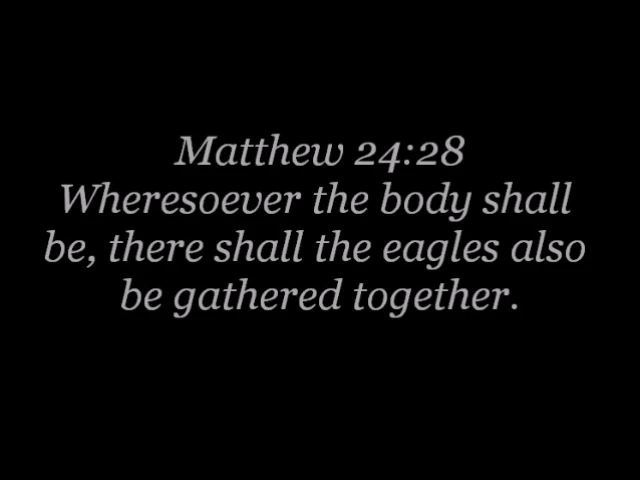 Matthew 24:28
Wheresoever the body shall
be, there shall the eagles also
be gathered together.